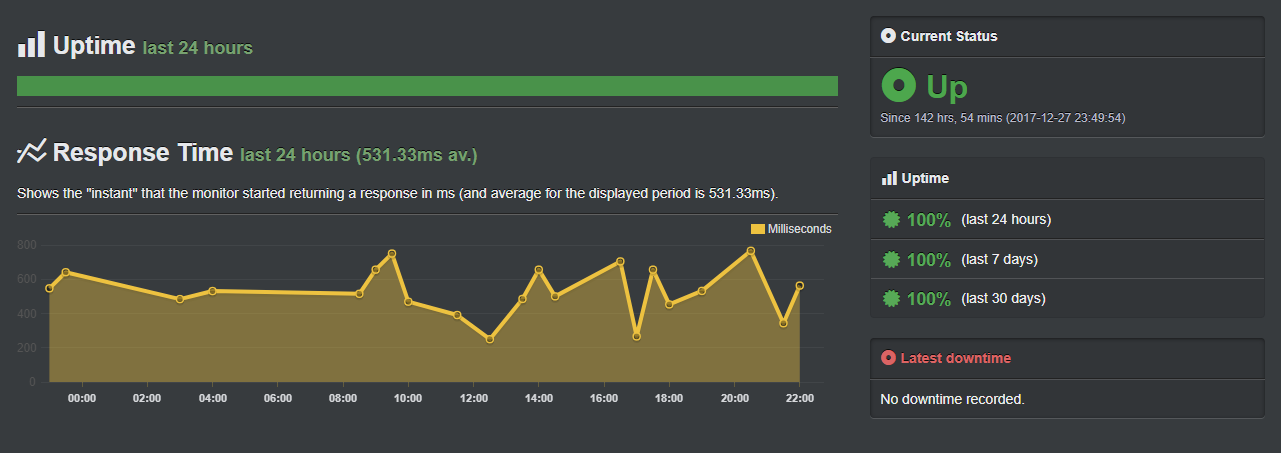 Uptime last 24 hours
Response Time last 24 hours (531.33ms av.)
Shows the "instant" that the monitor started returning a response in ms (and average for the displayed period is 531.33ms).
Milliseconds
800
600
400
200
0
00:00 02:00 04:00 06:00 08:00 10:00 12:00 14:00 16:00 18:00 20:00 22:00
Current Status
Up
Since 142 hrs, 54 mins (2017-12-27 23:49:54)
Uptime
100% (last 24 hours)
100% (last 7 days)
100% (last 30 days)
Latest downtime
No downtime recorded.